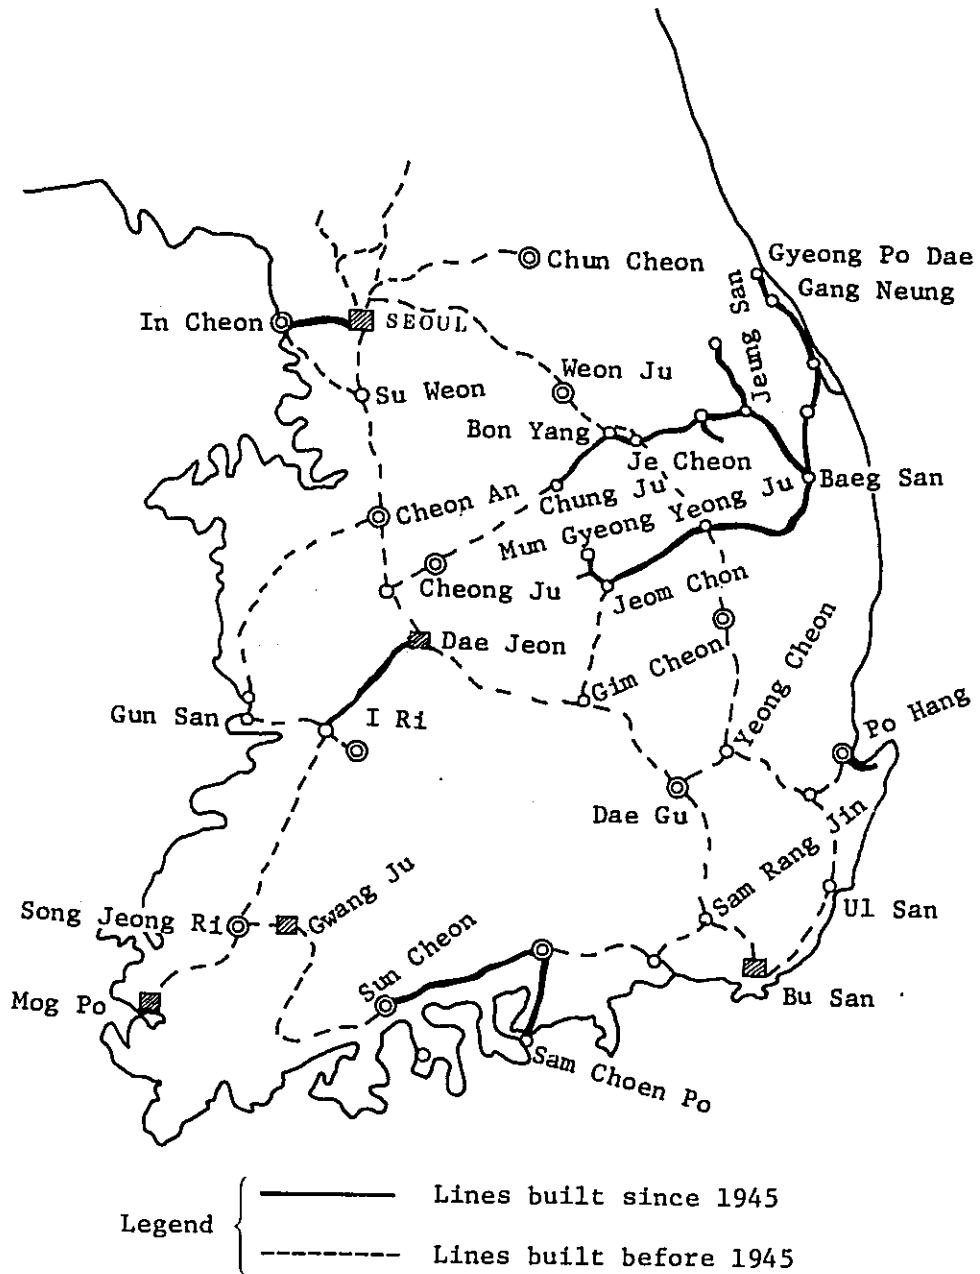 Gyeong Po Dae
Chun Cheon
Gang Neung
Jeung San
In Cheon
SEOUL
Weon Ju
Su Weon
Bon Yang
Je Cheon
Baeg San
Cheon An
Chung Ju
Mun Gyeong
Yeong Ju
Cheong Ju
Jeom Chon
Dae Jeon
Gim Cheon
Yeong Cheon
Gun San
I Ri
Po Hang
Dae Gu
Sam Rang Jin
Song Jeong Ri
Gwang Ju
Ul San
Sun Cheon
Mog Po
Bu San
Sam Choen Po
Legend
Lines built since 1945
Lines built before 1945